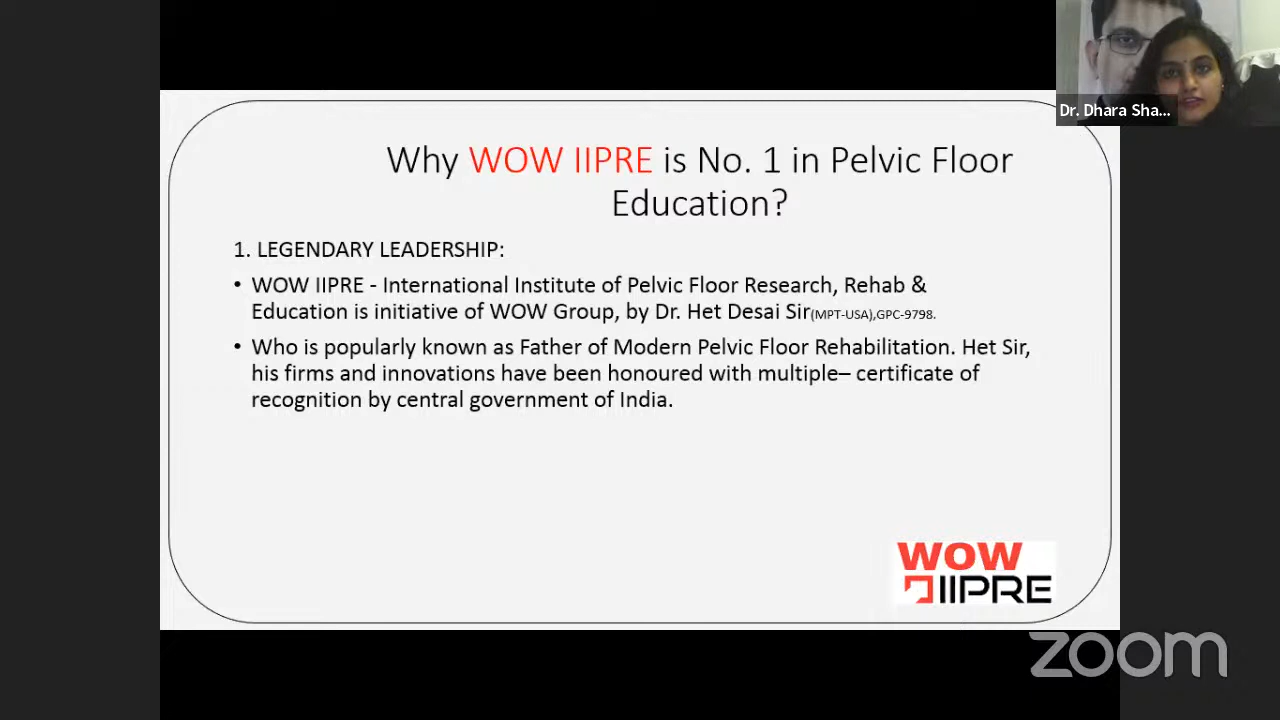 Dr. Dhara Sha...
Why WOW IIPRE is No. 1 in Pelvic Floor
Education?
1. LEGENDARY LEADERSHIP:
• WOW IIPRE - International Institute of Pelvic Floor Research, Rehab &
Education is initiative of WOW Group, by Dr. Het Desai Sir(MPT-USA),GPC-9798.
• Who is popularly known as Father of Modern Pelvic Floor Rehabilitation. Het Sir,
his firms and innovations have been honoured with multiple– certificate of
recognition by central government of India.
WOW
IIPRE
zoom